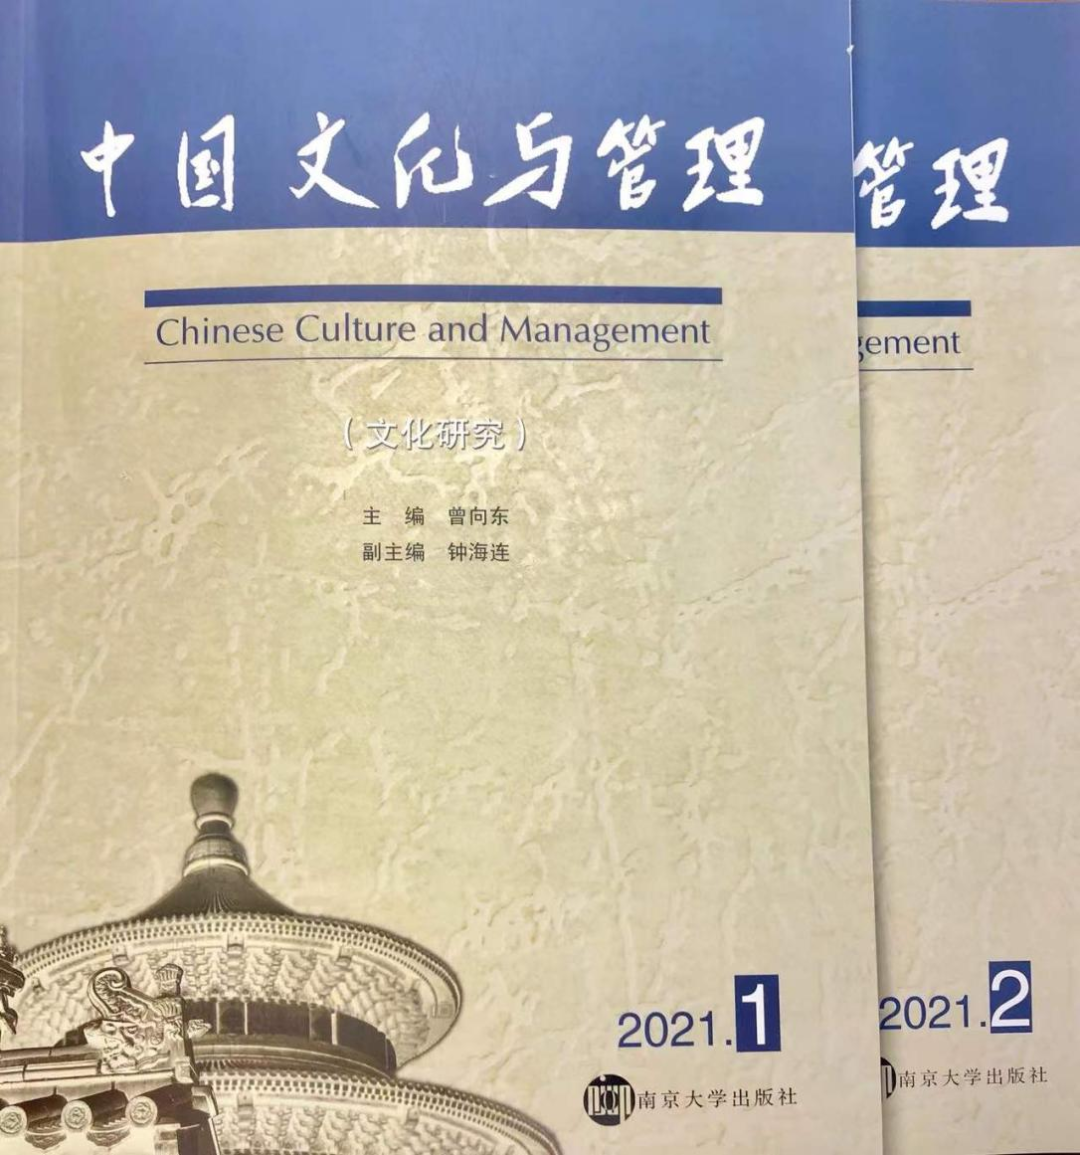 中国文化与管理
Chinese Culture and Management
（文化研究）
主 编 曾向东
副主编 钟海连
2021.1
南京大学出版社
管理
gement
2021.2
南京大学出版社